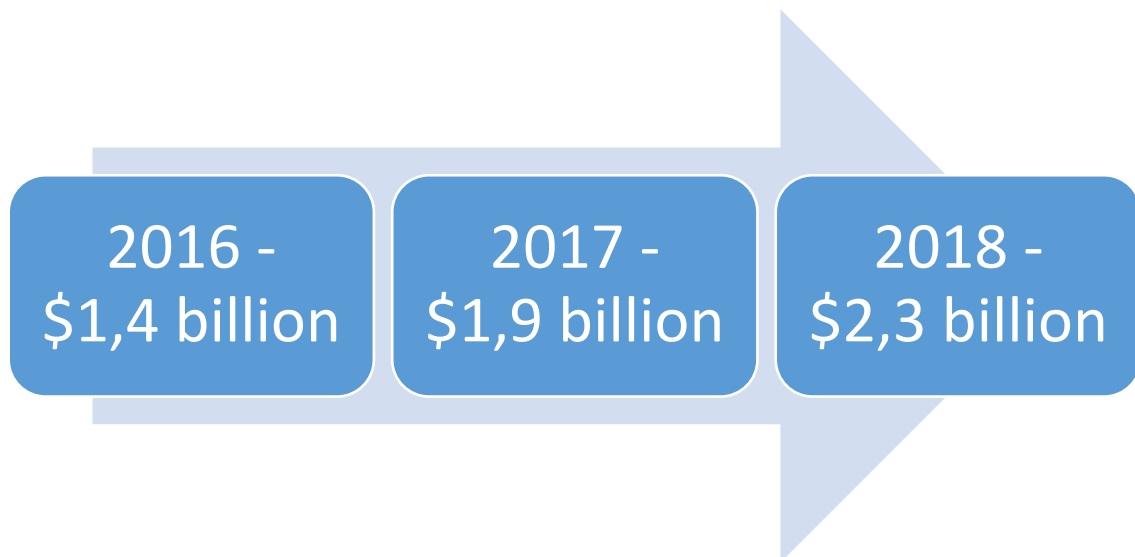 2016 -
$1,4 billion
2017 -
$1,9 billion
2018 -
$2,3 billion